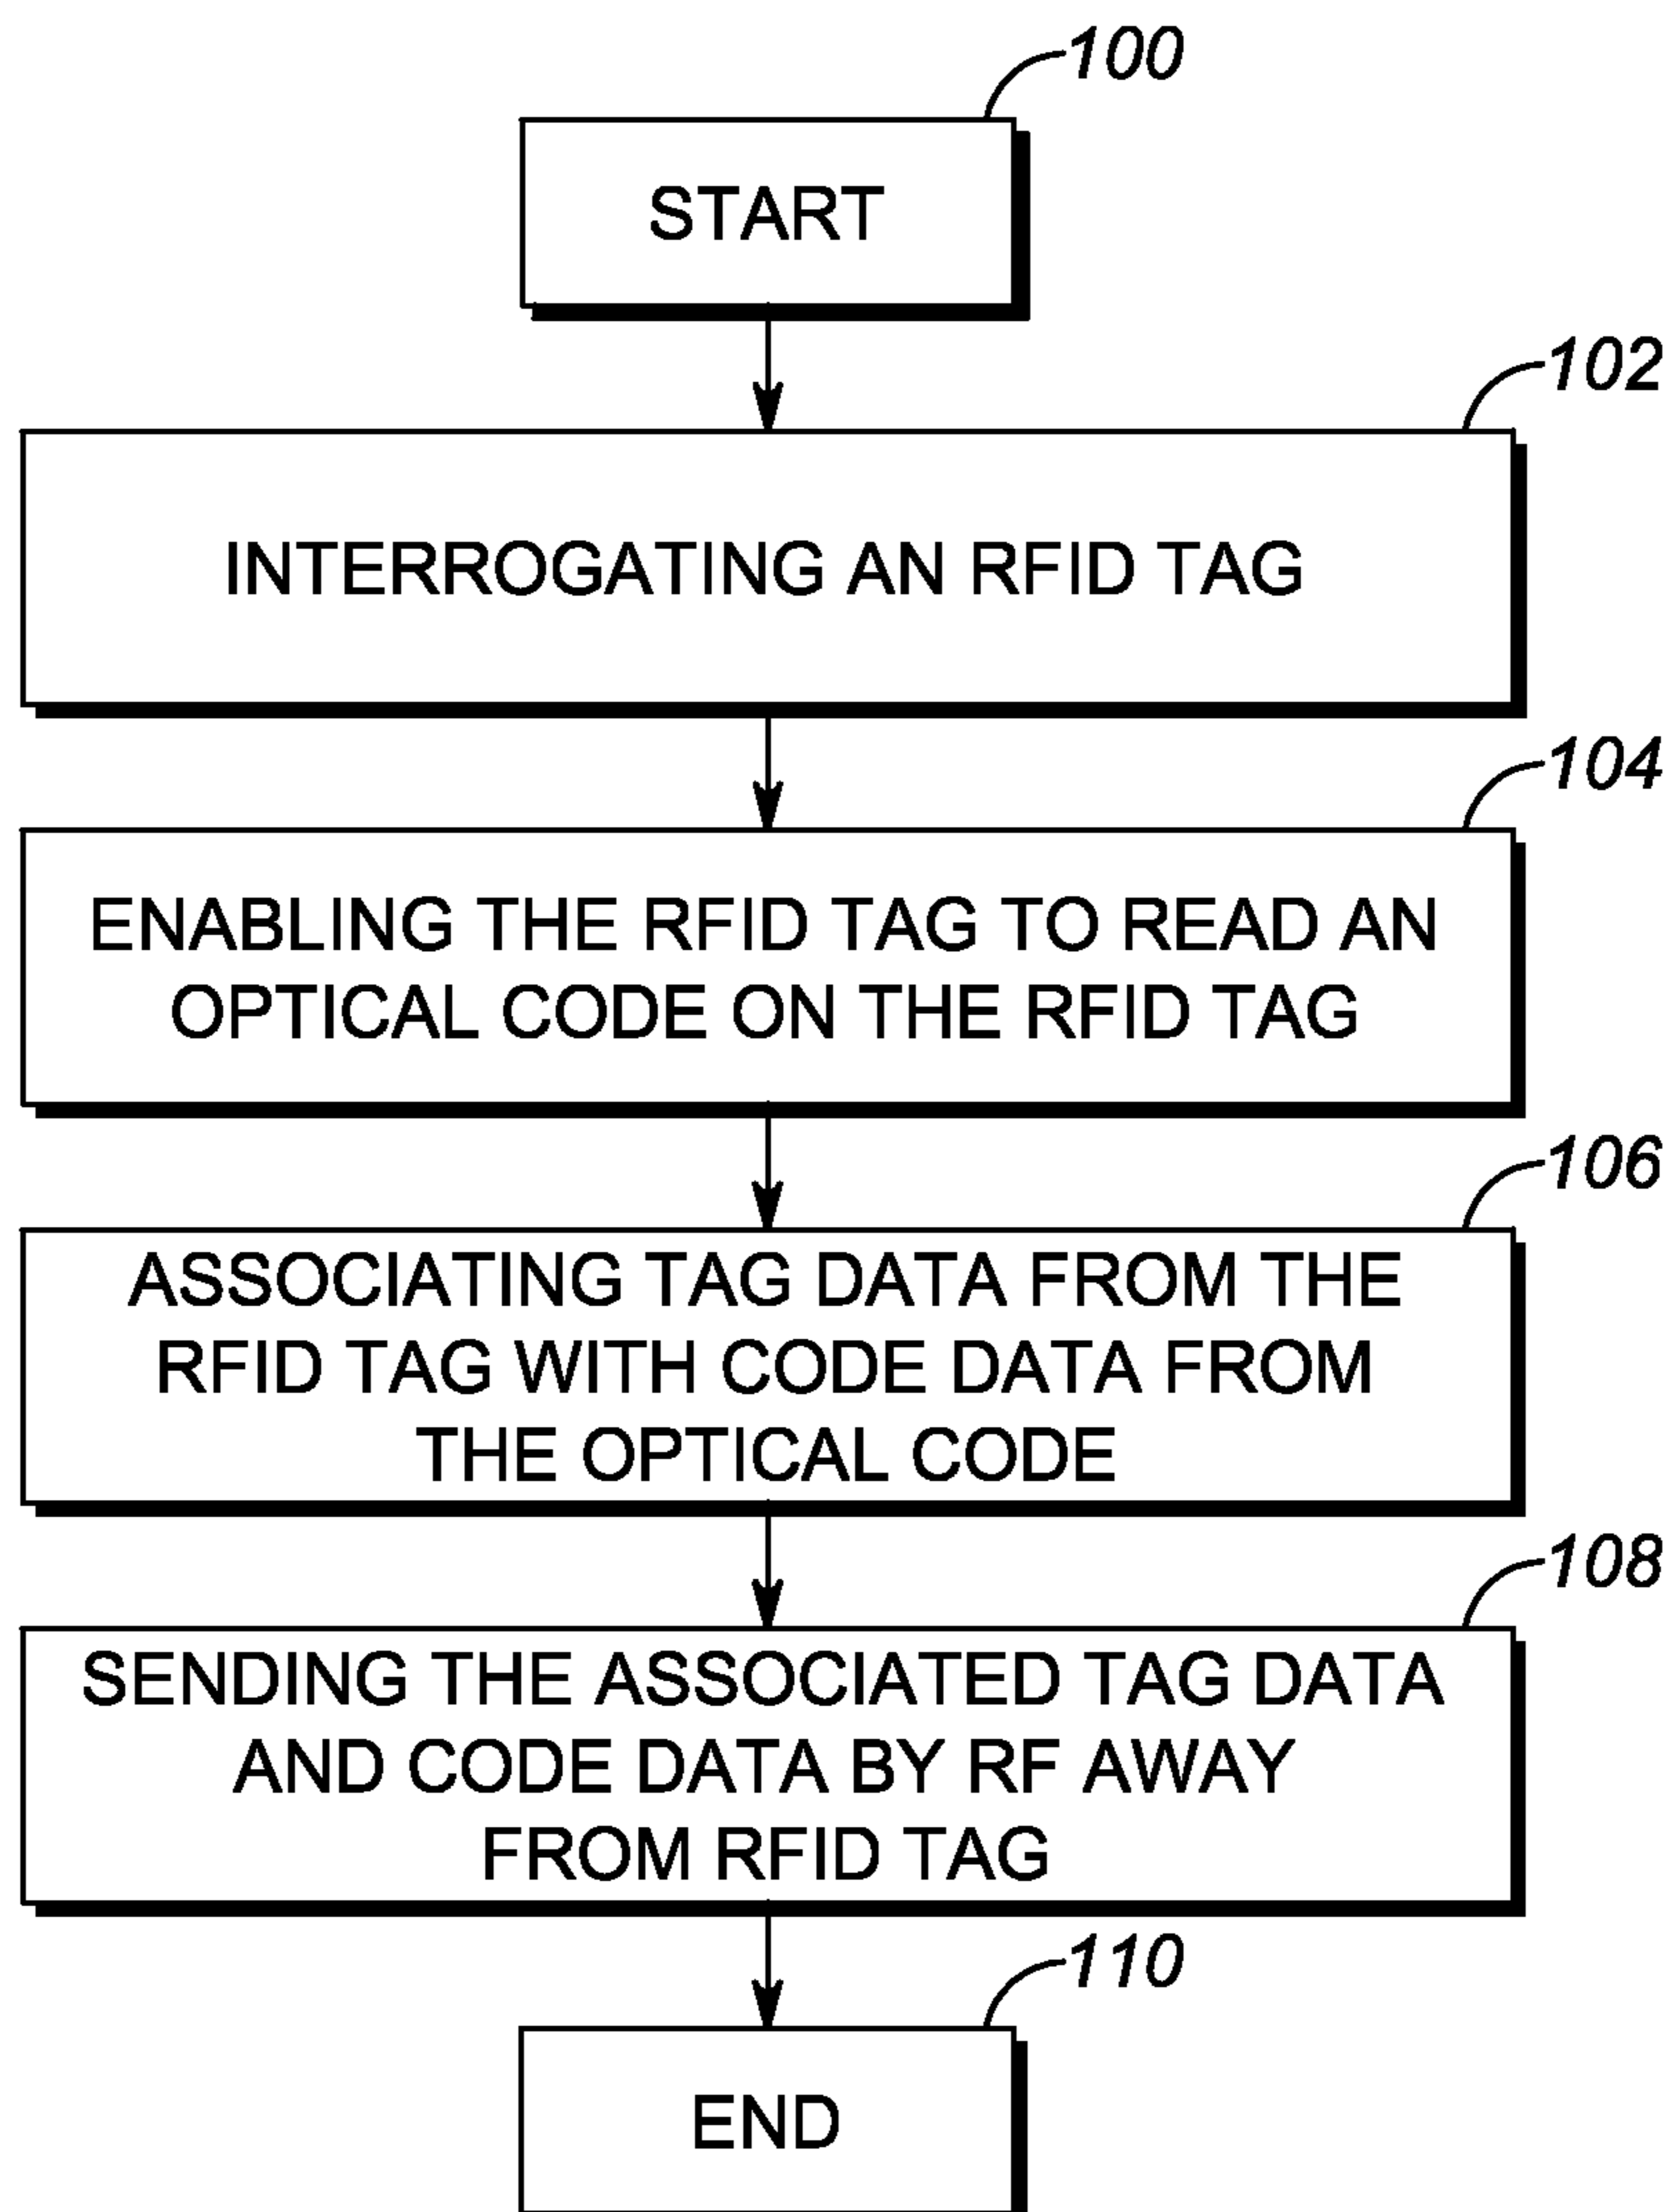 100
START
102
INTERROGATING AN RFID TAG
104
ENABLING THE RFID TAG TO READ AN
OPTICAL CODE ON THE RFID TAG
106
ASSOCIATING TAG DATA FROM THE
RFID TAG WITH CODE DATA FROM
THE OPTICAL CODE
108
SENDING THE ASSOCIATED TAG DATA
AND CODE DATA BY RF AWAY
FROM RFID TAG
110
END